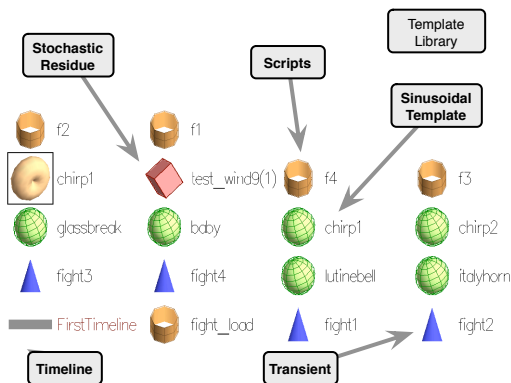 Template
Library
Stochastic
Residue
Scripts
Sinusoidal
Template
f2
f1
chirp1
test_wind9(1)
f4
f3
glassbreak
baby
chirp1
chirp2
fight3
fight4
lutinebell
italyhorn
FirstTimeline
fight_load
fight1
fight2
Timeline
Transient